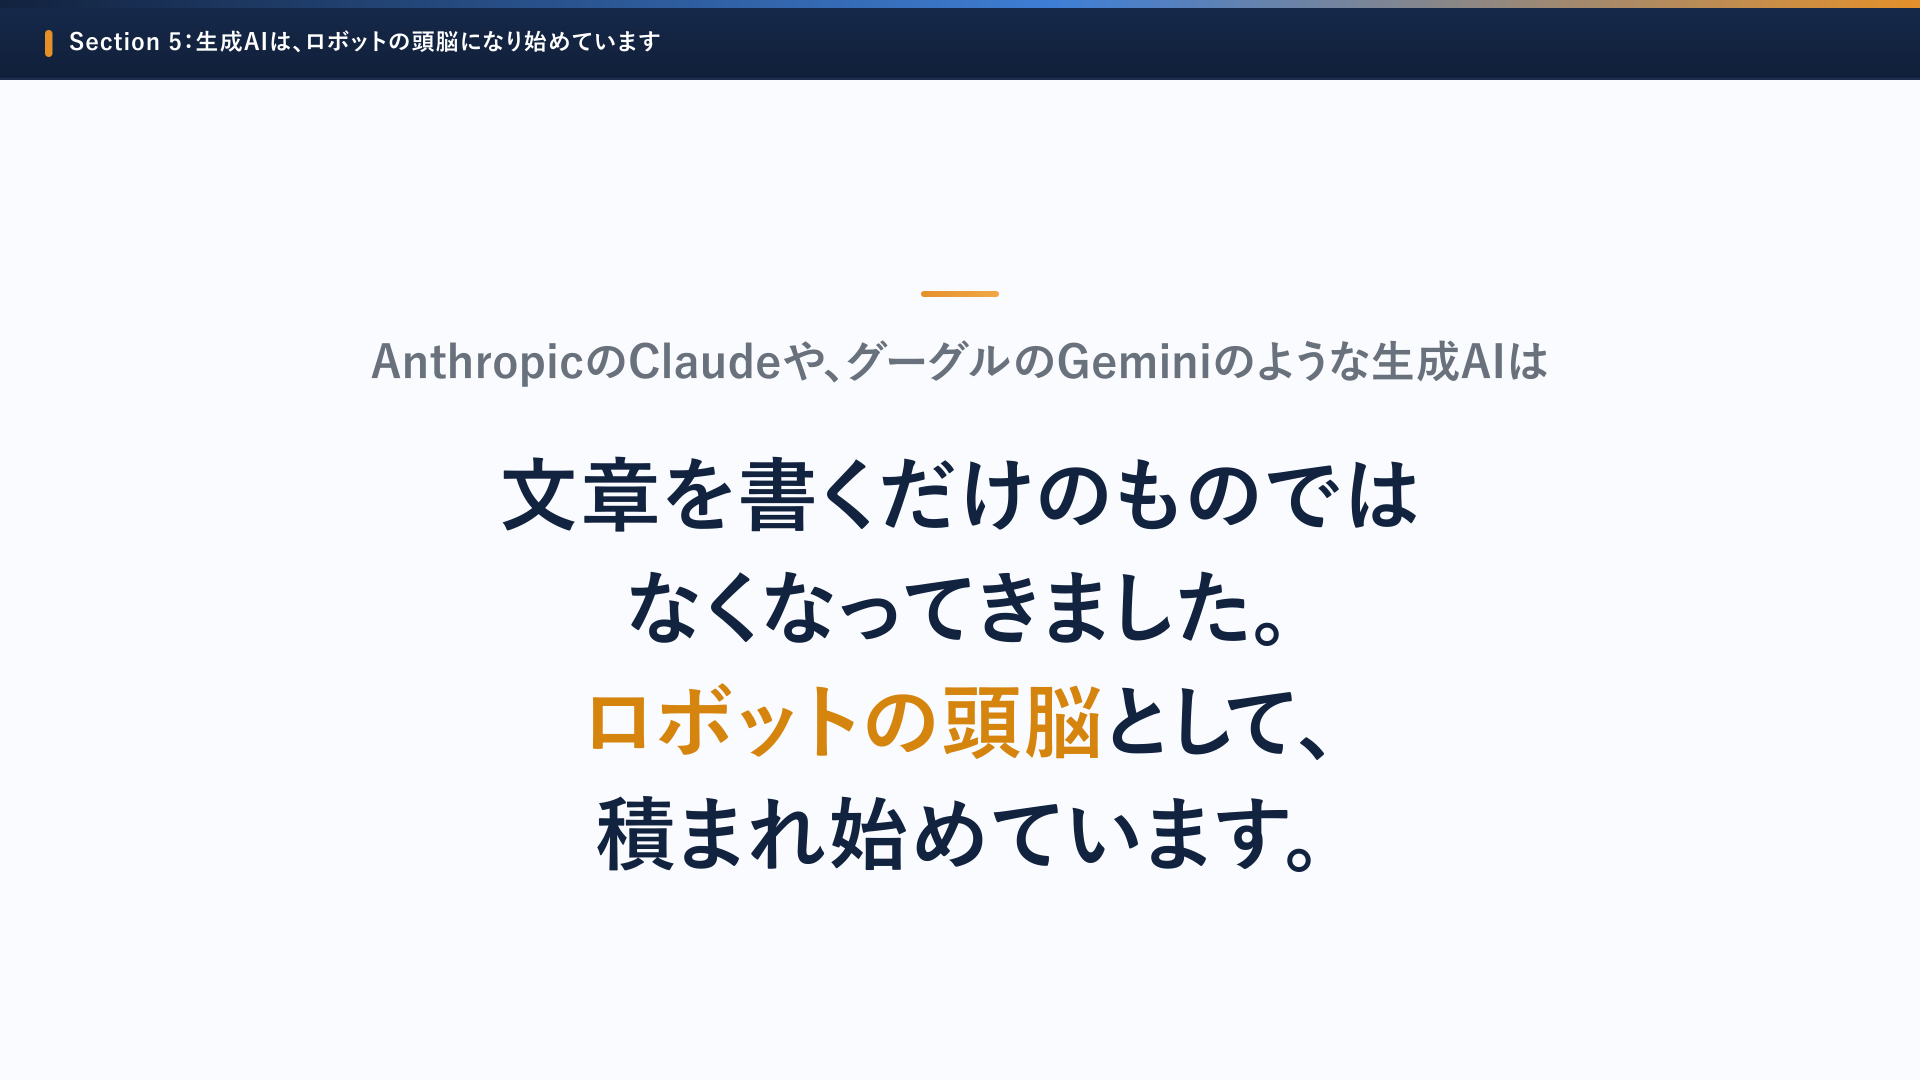 Section 5：生成AIは、ロボットの頭脳になり始めています
AnthropicのClaudeや、グーグルのGeminiのような生成AIは
文章を書くだけのものでは
なくなってきました。
ロボットの頭脳として、
積まれ始めています。